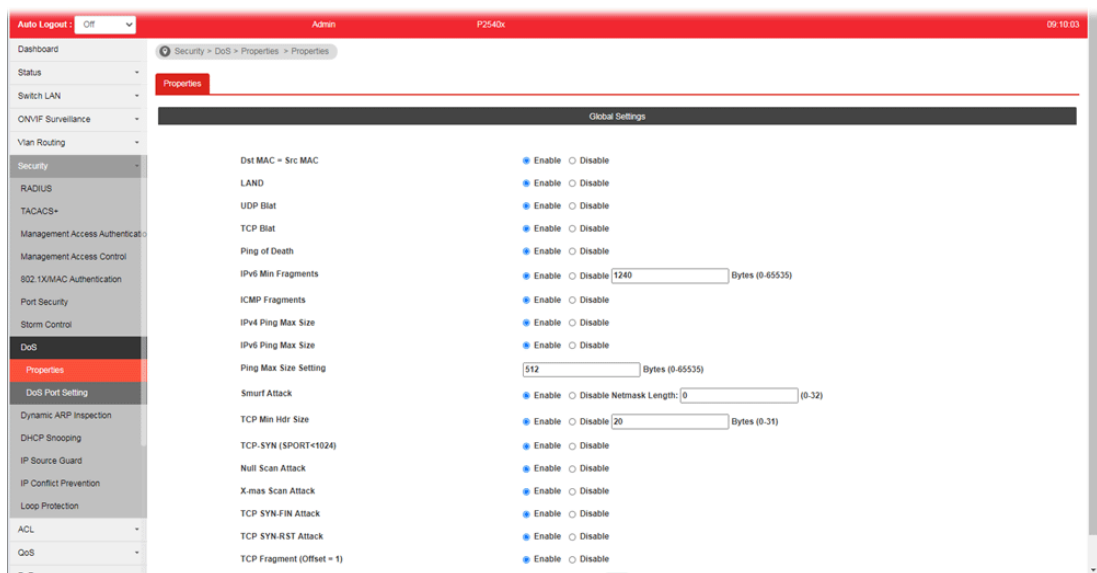 Auto Logout : Off Admin P2540x 09:10:03
Dashboard
Status
Switch LAN
ONVIF Surveillance
Vlan Routing
Security
RADIUS
TACACS+
Management Access Authenticatio
Management Access Control
802.1X/MAC Authentication
Port Security
Storm Control
DoS
Properties
DoS Port Setting
Dynamic ARP Inspection
DHCP Snooping
IP Source Guard
IP Conflict Prevention
Loop Protection
ACL
QoS
Security > DoS > Properties > Properties
Properties
Global Settings
Dst MAC = Src MAC Enable Disable
LAND Enable Disable
UDP Blat Enable Disable
TCP Blat Enable Disable
Ping of Death Enable Disable
IPv6 Min Fragments Enable Disable 1240 Bytes (0-65535)
ICMP Fragments Enable Disable
IPv4 Ping Max Size Enable Disable
IPv6 Ping Max Size Enable Disable
Ping Max Size Setting 512 Bytes (0-65535)
Smurf Attack Enable Disable Netmask Length: 0 (0-32)
TCP Min Hdr Size Enable Disable 20 Bytes (0-31)
TCP-SYN (SPORT<1024) Enable Disable
Null Scan Attack Enable Disable
X-mas Scan Attack Enable Disable
TCP SYN-FIN Attack Enable Disable
TCP SYN-RST Attack Enable Disable
TCP Fragment (Offset = 1) Enable Disable